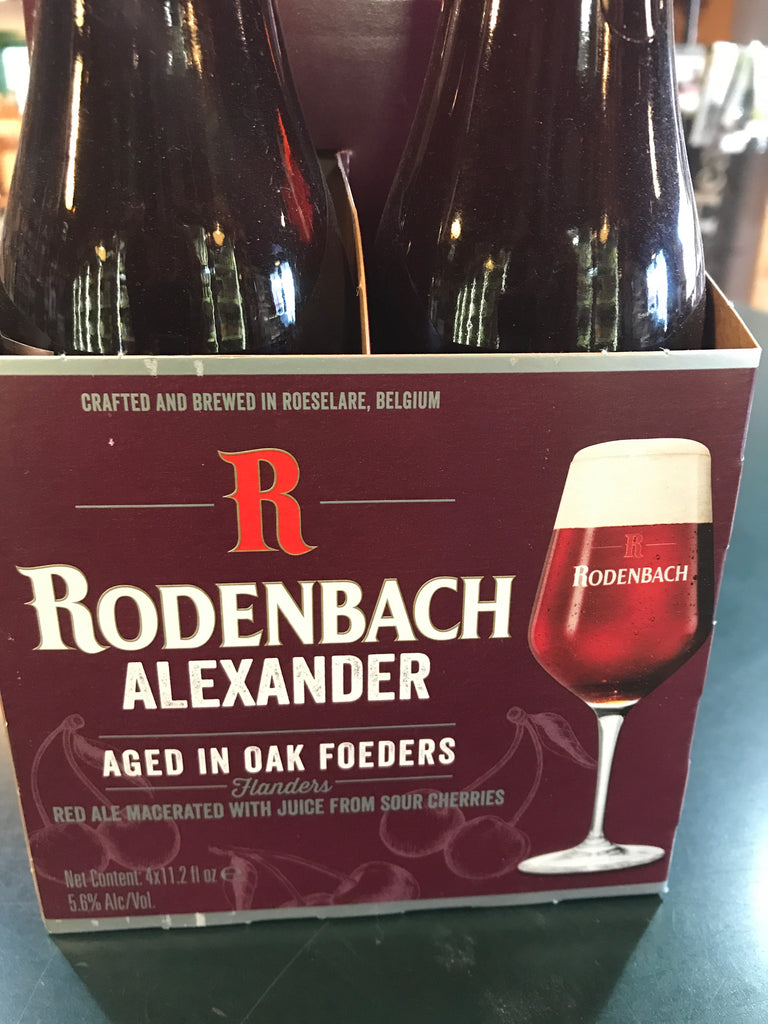 CRAFTED AND BREWED IN ROESELARE, BELGIUM
R
RODENBACH
ALEXANDER
AGED IN OAK FOEDERS
Flanders
RED ALE MACERATED WITH JUICE FROM SOUR CHERRIES
Net Content: 4x11.2 fl oz ℮
5.6% Alc/Vol.
R
RODENBACH